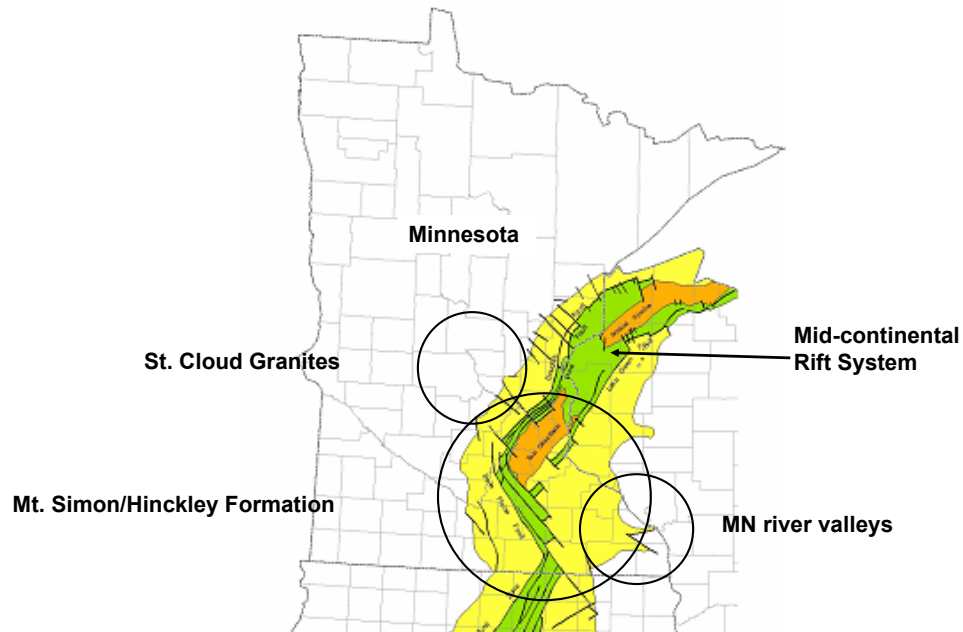 Minnesota
St. Cloud Granites
Mid-continental
Rift System
Mt. Simon/Hinckley Formation
MN river valleys